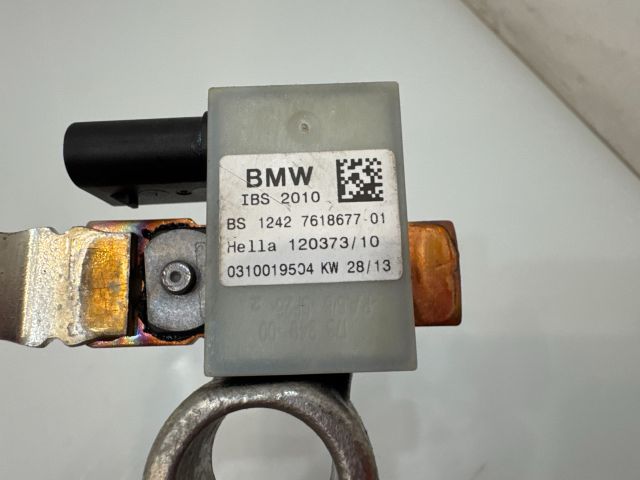 BMW
IBS 2010
BS 1242 7618677-01
Hella 120373/10
0310019504 KW 28/13